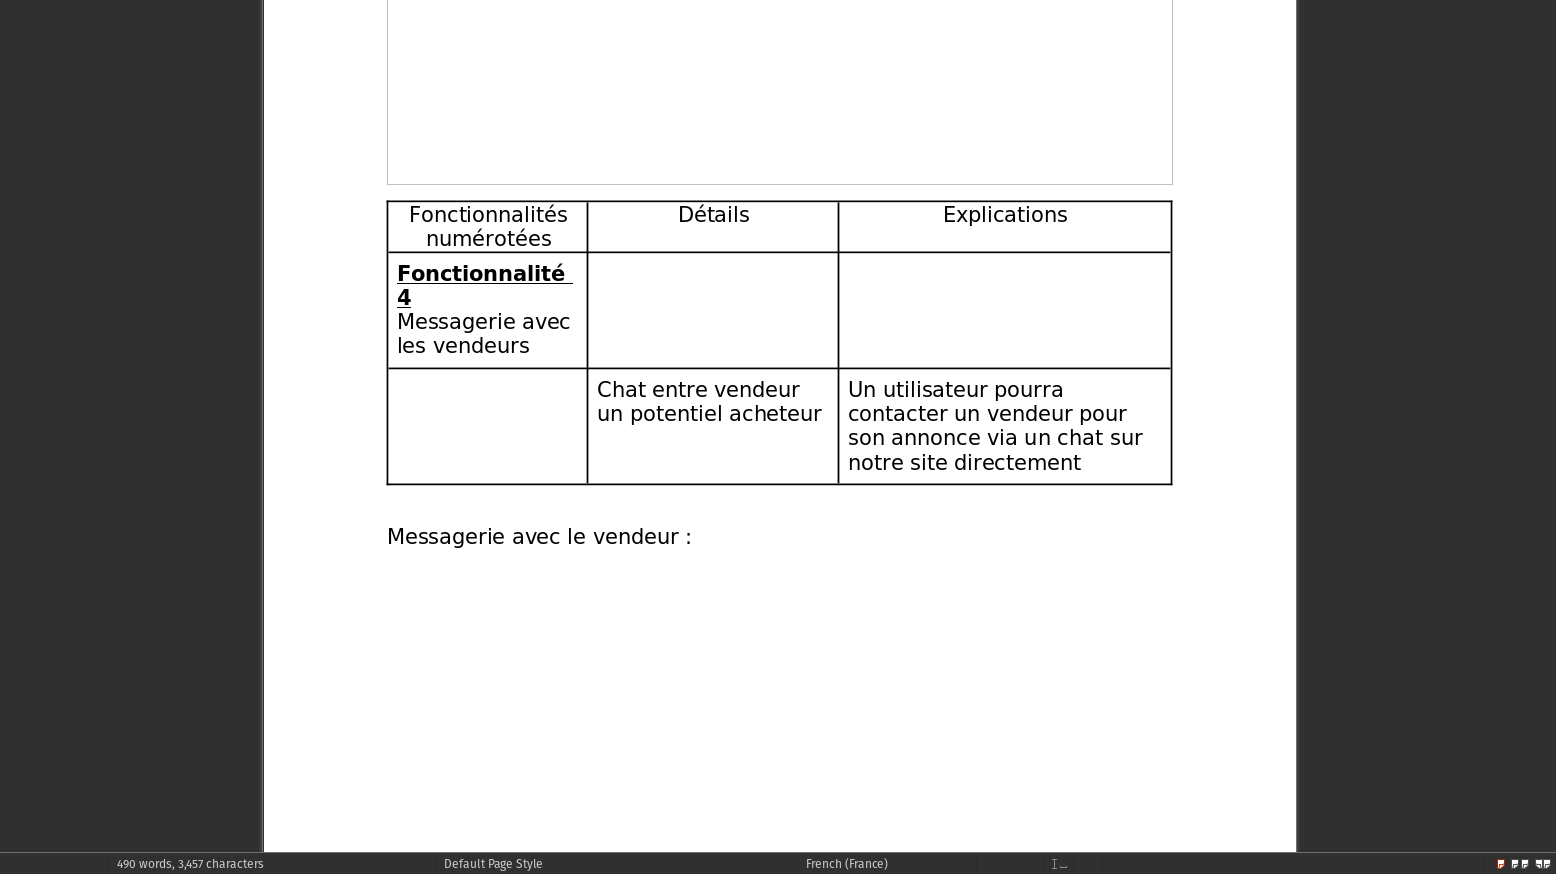 Fonctionnalités
numérotées
Détails
Explications
Fonctionnalité
4
Messagerie avec
les vendeurs
Chat entre vendeur
un potentiel acheteur
Un utilisateur pourra
contacter un vendeur pour
son annonce via un chat sur
notre site directement
Messagerie avec le vendeur :
490 words, 3,457 characters
Default Page Style
French (France)